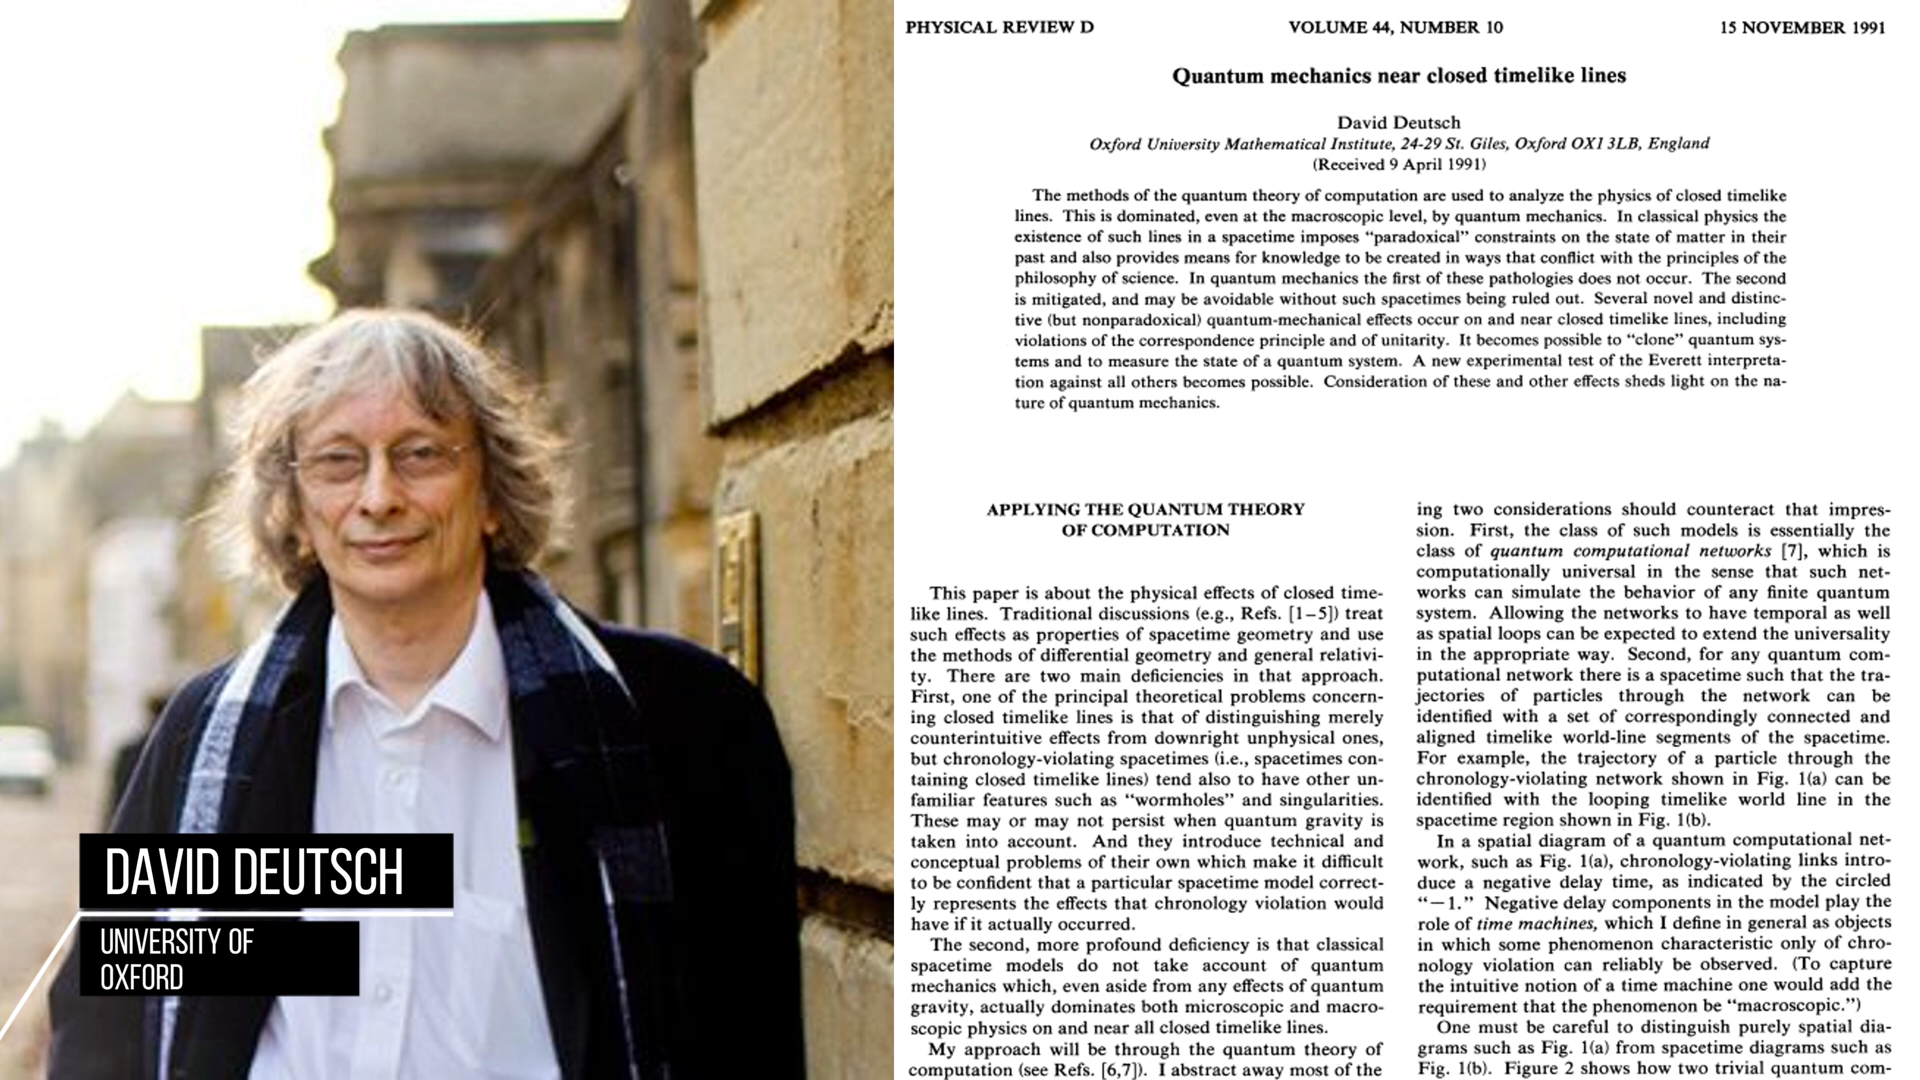 DAVID DEUTSCH
UNIVERSITY OF
OXFORD
PHYSICAL REVIEW D
VOLUME 44, NUMBER 10
15 NOVEMBER 1991
Quantum mechanics near closed timelike lines
David Deutsch
Oxford University Mathematical Institute, 24-29 St. Giles, Oxford OX1 3LB, England
(Received 9 April 1991)
The methods of the quantum theory of computation are used to analyze the physics of closed timelike
lines. This is dominated, even at the macroscopic level, by quantum mechanics. In classical physics the
existence of such lines in a spacetime imposes “paradoxical” constraints on the state of matter in their
past and also provides means for knowledge to be created in ways that conflict with the principles of the
philosophy of science. In quantum mechanics the first of these pathologies does not occur. The second
is mitigated, and may be avoidable without such spacetimes being ruled out. Several novel and distinc-
tive (but nonparadoxical) quantum-mechanical effects occur on and near closed timelike lines, including
violations of the correspondence principle and of unitarity. It becomes possible to “clone” quantum sys-
tems and to measure the state of a quantum system. A new experimental test of the Everett interpreta-
tion against all others becomes possible. Consideration of these and other effects sheds light on the na-
ture of quantum mechanics.
APPLYING THE QUANTUM THEORY
OF COMPUTATION
This paper is about the physical effects of closed time-
like lines. Traditional discussions (e.g., Refs. [1–5]) treat
such effects as properties of spacetime geometry and use
the methods of differential geometry and general relativi-
ty. There are two main deficiencies in that approach.
First, one of the principal theoretical problems concern-
ing closed timelike lines is that of distinguishing merely
counterintuitive effects from downright unphysical ones,
but chronology-violating spacetimes (i.e., spacetimes con-
taining closed timelike lines) tend also to have other un-
familiar features such as “wormholes” and singularities.
These may or may not persist when quantum gravity is
taken into account. And they introduce technical and
conceptual problems of their own which make it difficult
to be confident that a particular spacetime model correct-
ly represents the effects that chronology violation would
have if it actually occurred.
The second, more profound deficiency is that classical
spacetime models do not take account of quantum
mechanics which, even aside from any effects of quantum
gravity, actually dominates both microscopic and macro-
scopic physics on and near all closed timelike lines.
My approach will be through the quantum theory of
computation (see Refs. [6,7]). I abstract away most of the
ing two considerations should counteract that impres-
sion. First, the class of such models is essentially the
class of quantum computational networks [7], which is
computationally universal in the sense that such net-
works can simulate the behavior of any finite quantum
system. Allowing the networks to have temporal as well
as spatial loops can be expected to extend the universality
in the appropriate way. Second, for any quantum com-
putational network there is a spacetime such that the tra-
jectories of particles through the network can be
identified with a set of correspondingly connected and
aligned timelike world-line segments of the spacetime.
For example, the trajectory of a particle through the
chronology-violating network shown in Fig. 1(a) can be
identified with the looping timelike world line in the
spacetime region shown in Fig. 1(b).
In a spatial diagram of a quantum computational net-
work, such as Fig. 1(a), chronology-violating links intro-
duce a negative delay time, as indicated by the circled
“−1.” Negative delay components in the model play the
role of time machines, which I define in general as objects
in which some phenomenon characteristic only of chro-
nology violation can reliably be observed. (To capture
the intuitive notion of a time machine one would add the
requirement that the phenomenon be “macroscopic.”)
One must be careful to distinguish purely spatial dia-
grams such as Fig. 1(a) from spacetime diagrams such as
Fig. 1(b). Figure 2 shows how two trivial quantum com-